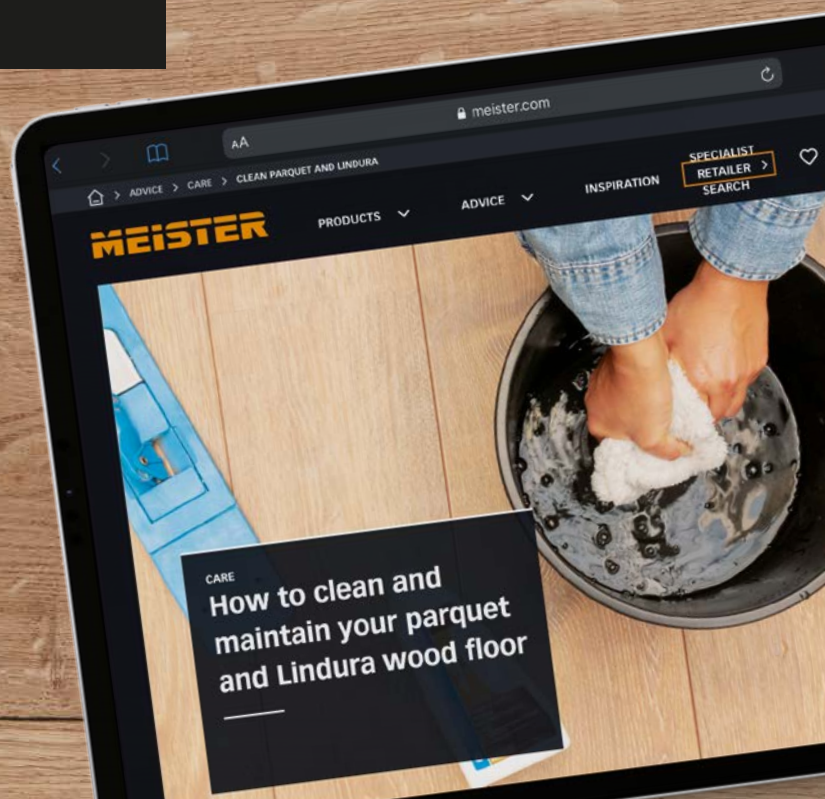 AA
meister.com
ADVICE > CARE > CLEAN PARQUET AND LINDURA
MEISTER
PRODUCTS
ADVICE
INSPIRATION
SPECIALIST
RETAILER >
SEARCH
CARE
How to clean and
maintain your parquet
and Lindura wood floor